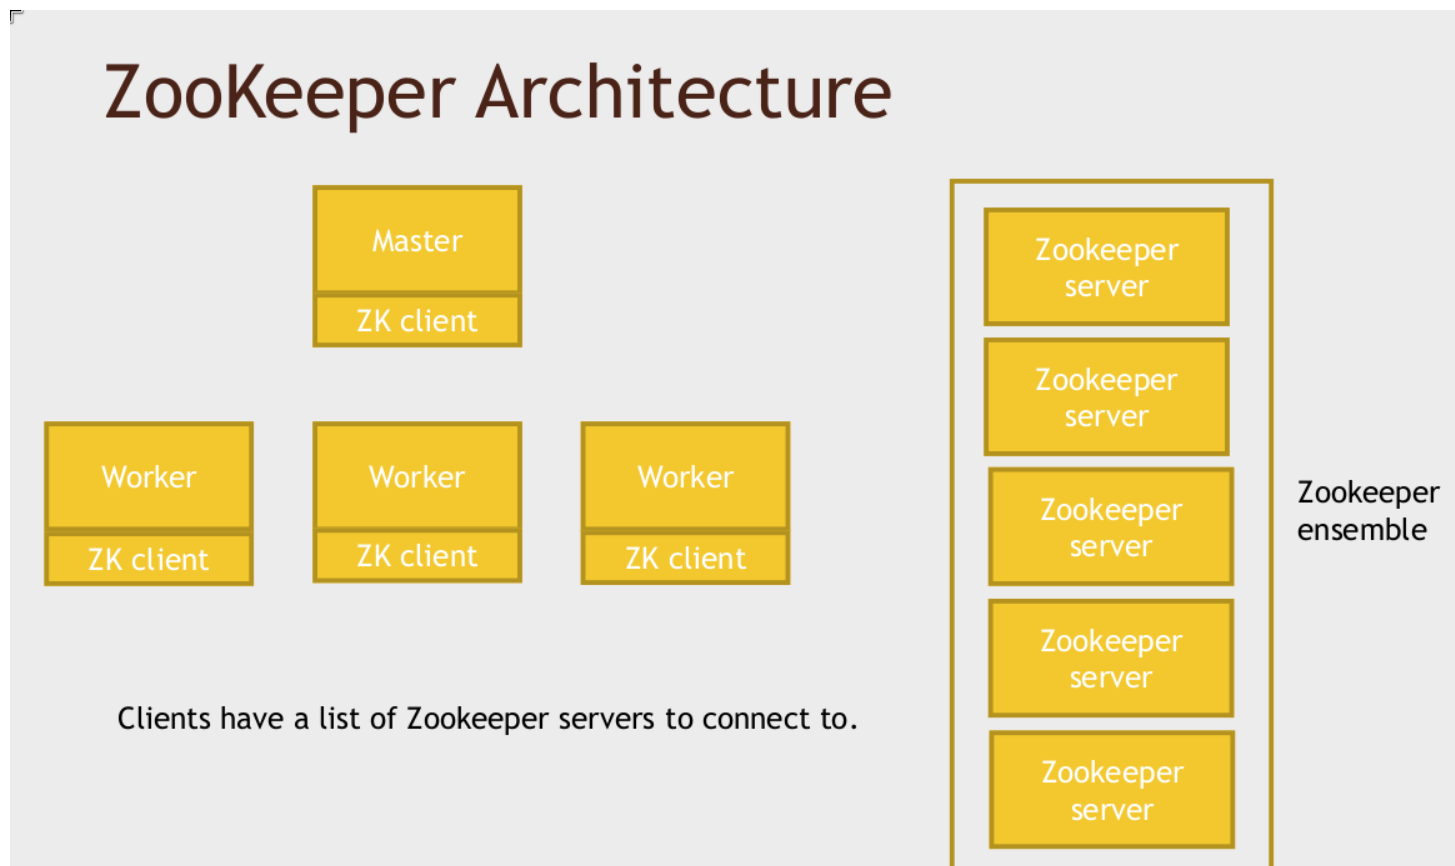 ZooKeeper Architecture
Master
ZK client
Worker
ZK client
Worker
ZK client
Worker
ZK client
Clients have a list of Zookeeper servers to connect to.
Zookeeper
server
Zookeeper
server
Zookeeper
server
Zookeeper
server
Zookeeper
server
Zookeeper
ensemble